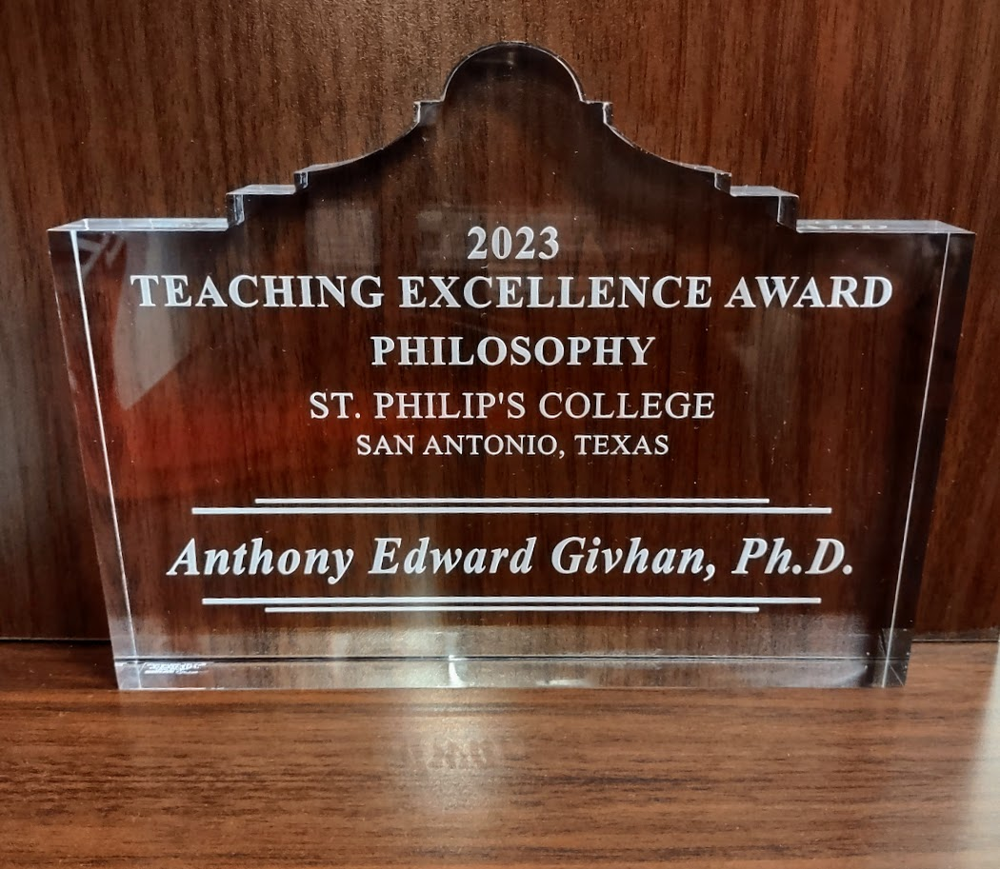 2023
TEACHING EXCELLENCE AWARD
PHILOSOPHY
ST. PHILIP'S COLLEGE
SAN ANTONIO, TEXAS
Anthony Edward Givhan, Ph.D.